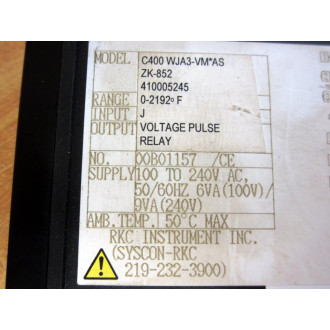 MODEL C400 WJA3-VM*AS
ZK-852
410005245
RANGE 0-2192º F
INPUT J
OUTPUT VOLTAGE PULSE
RELAY
NO. 00B01157 /CE
SUPPLY 100 TO 240V AC,
50/60HZ 6VA(100V)/
9VA(240V)
AMB.TEMP. 50°C MAX
RKC INSTRUMENT INC.
(SYSCON-RKC
219-232-3900)